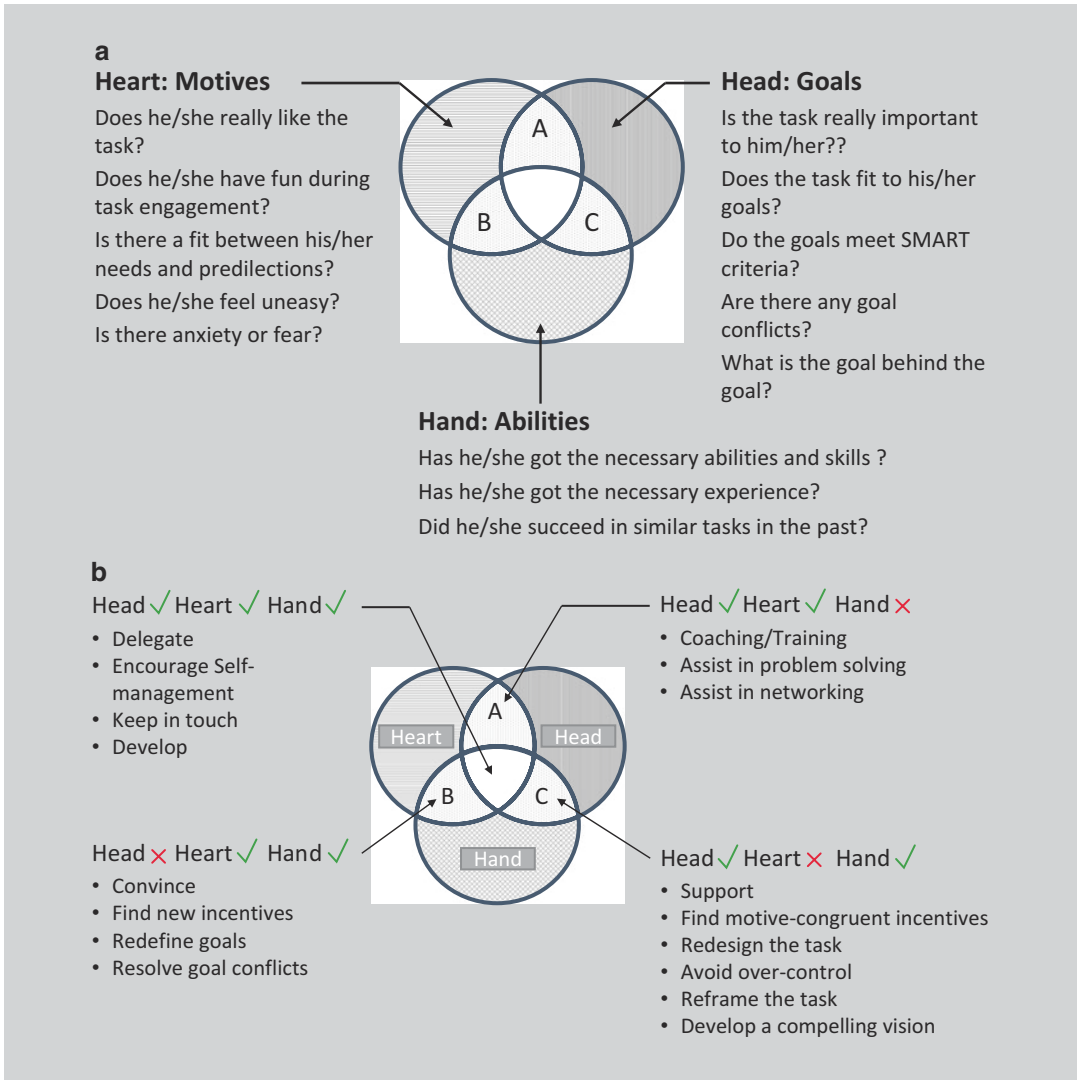 a
Heart: Motives
Does he/she really like the
task?
Does he/she have fun during
task engagement?
Is there a fit between his/her
needs and predilections?
Does he/she feel uneasy?
Is there anxiety or fear?
A
B
C
Head: Goals
Is the task really important
to him/her??
Does the task fit to his/her
goals?
Do the goals meet SMART
criteria?
Are there any goal
conflicts?
What is the goal behind the
goal?
Hand: Abilities
Has he/she got the necessary abilities and skills ?
Has he/she got the necessary experience?
Did he/she succeed in similar tasks in the past?
b
Head ✓ Heart ✓ Hand ✓
• Delegate
• Encourage Self-
management
• Keep in touch
• Develop
Head ✓ Heart ✓ Hand ×
• Coaching/Training
• Assist in problem solving
• Assist in networking
A
Heart
Head
B
C
Hand
Head × Heart ✓ Hand ✓
• Convince
• Find new incentives
• Redefine goals
• Resolve goal conflicts
Head ✓ Heart × Hand ✓
• Support
• Find motive-congruent incentives
• Redesign the task
• Avoid over-control
• Reframe the task
• Develop a compelling vision